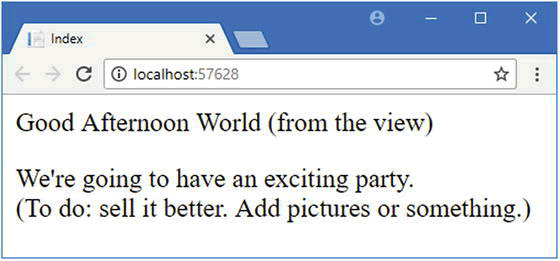 Index
localhost:57628
Good Afternoon World (from the view)
We're going to have an exciting party.
(To do: sell it better. Add pictures or something.)